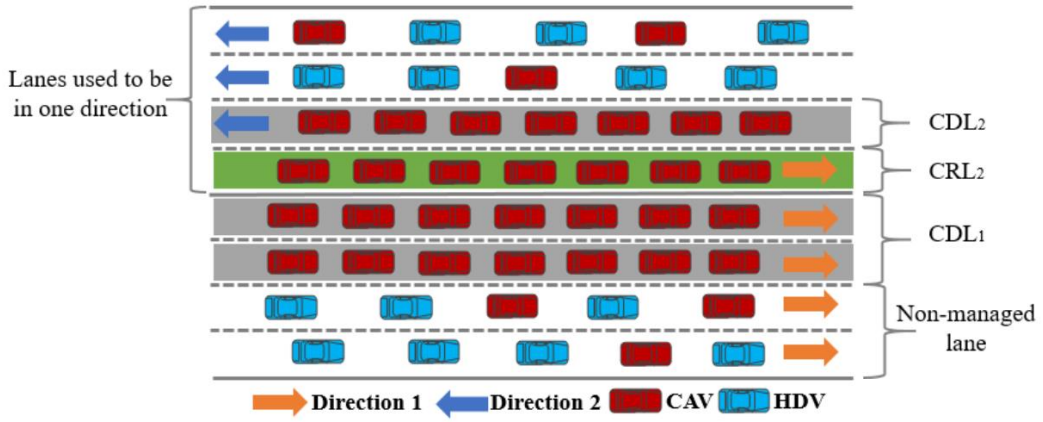 Lanes used to be
in one direction
CDL₂
CRL₂
CDL₁
Non-managed
lane
Direction 1 Direction 2 CAV HDV